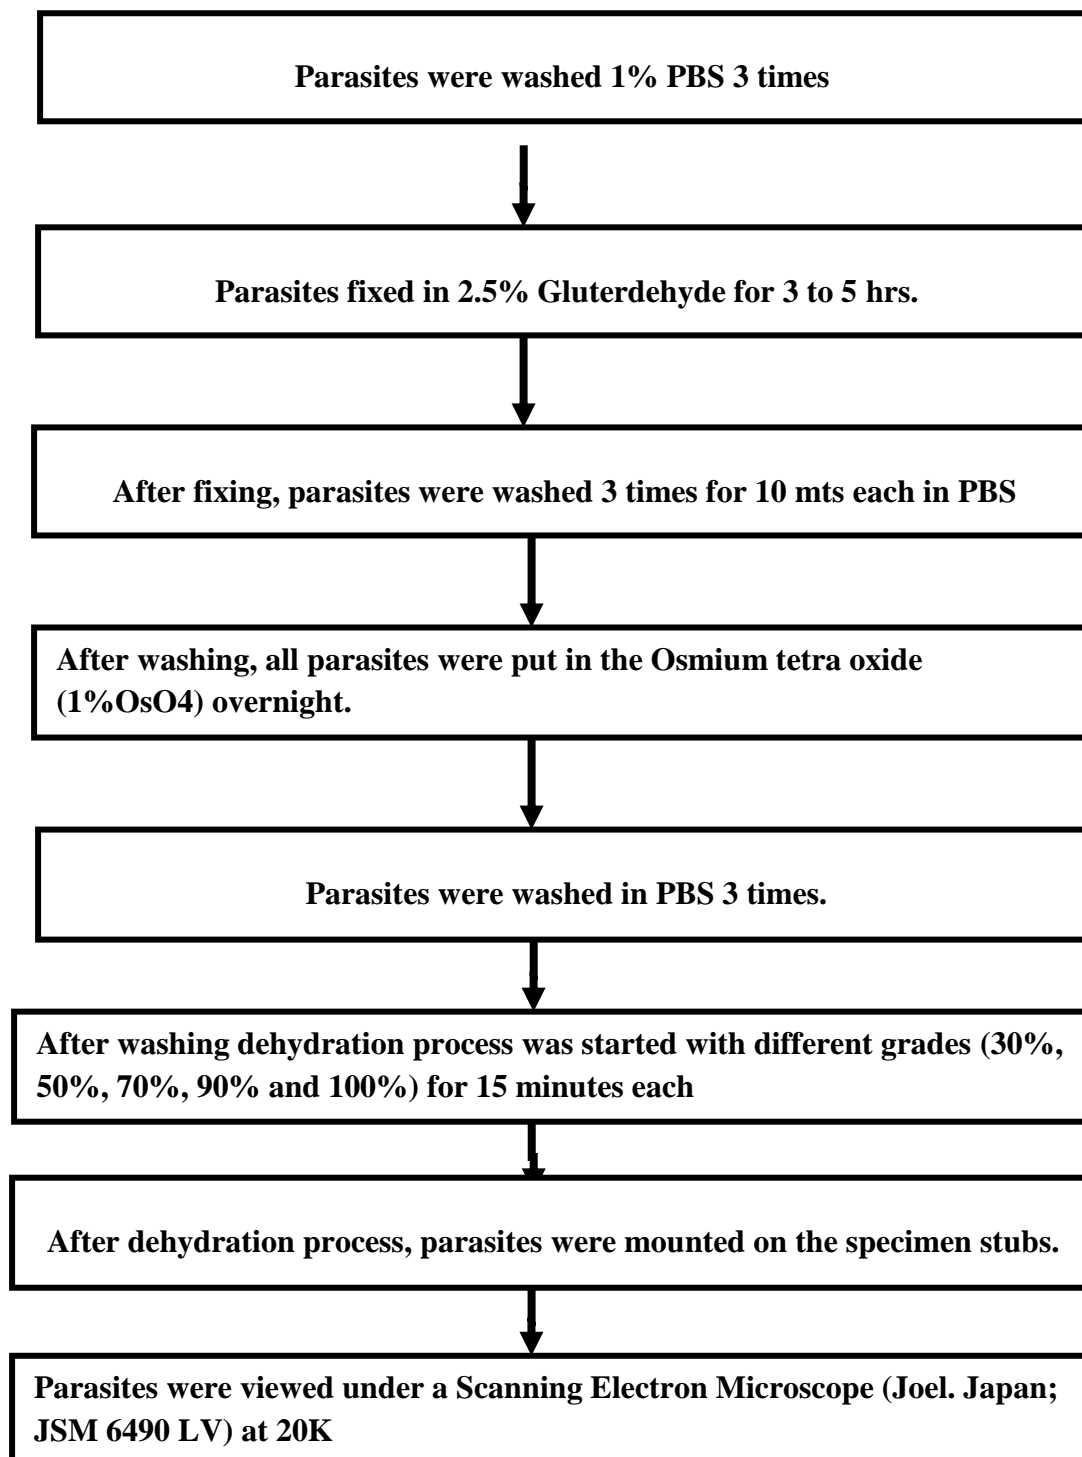 Parasites were washed 1% PBS 3 times
Parasites fixed in 2.5% Gluterdehyde for 3 to 5 hrs.
After fixing, parasites were washed 3 times for 10 mts each in PBS
After washing, all parasites were put in the Osmium tetra oxide
(1%OsO4) overnight.
Parasites were washed in PBS 3 times.
After washing dehydration process was started with different grades (30%,
50%, 70%, 90% and 100%) for 15 minutes each
After dehydration process, parasites were mounted on the specimen stubs.
Parasites were viewed under a Scanning Electron Microscope (Joel. Japan;
JSM 6490 LV) at 20K